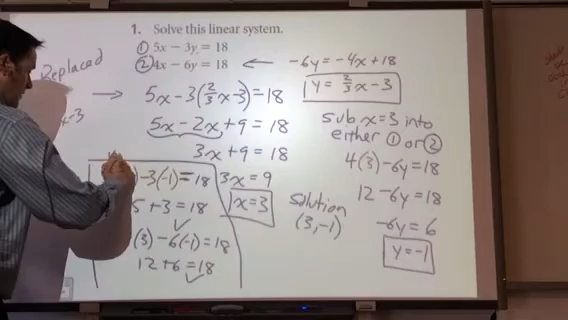 1. Solve this linear system.
① 5x − 3y = 18
② 4x − 6y = 18 ← −6y = −4x + 18
y = 2/3 x − 3
Replaced
→ 5x − 3(2/3 x − 3) = 18
5x − 2x + 9 = 18
3x + 9 = 18
3x = 9
x = 3
sub x = 3 into
either ① or ②
4(3) − 6y = 18
12 − 6y = 18
−6y = 6
y = −1
solution
(3, −1)
) − 3(−1) = 18
5 + 3 = 18 ✓
(3) − 6(−1) = 18
12 + 6 = 18 ✓